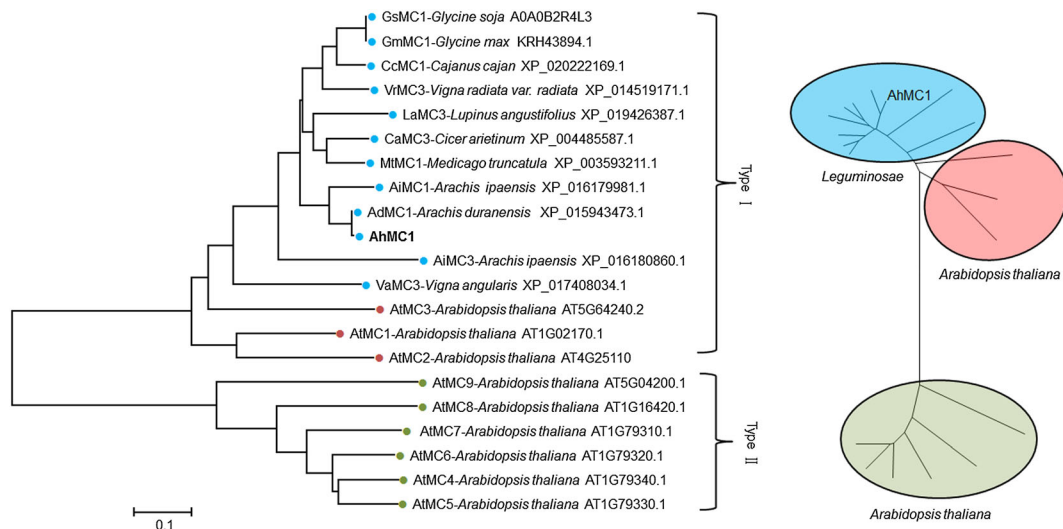 GsMC1-Glycine soja A0A0B2R4L3
GmMC1-Glycine max KRH43894.1
CcMC1-Cajanus cajan XP_020222169.1
VrMC3-Vigna radiata var. radiata XP_014519171.1
LaMC3-Lupinus angustifolius XP_019426387.1
CaMC3-Cicer arietinum XP_004485587.1
MtMC1-Medicago truncatula XP_003593211.1
AiMC1-Arachis ipaensis XP_016179981.1
AdMC1-Arachis duranensis XP_015943473.1
AhMC1
AiMC3-Arachis ipaensis XP_016180860.1
VaMC3-Vigna angularis XP_017408034.1
AtMC3-Arabidopsis thaliana AT5G64240.2
AtMC1-Arabidopsis thaliana AT1G02170.1
AtMC2-Arabidopsis thaliana AT4G25110
AtMC9-Arabidopsis thaliana AT5G04200.1
AtMC8-Arabidopsis thaliana AT1G16420.1
AtMC7-Arabidopsis thaliana AT1G79310.1
AtMC6-Arabidopsis thaliana AT1G79320.1
AtMC4-Arabidopsis thaliana AT1G79340.1
AtMC5-Arabidopsis thaliana AT1G79330.1
0.1
Type Ⅰ
Type Ⅱ
AhMC1
Leguminosae
Arabidopsis thaliana
Arabidopsis thaliana